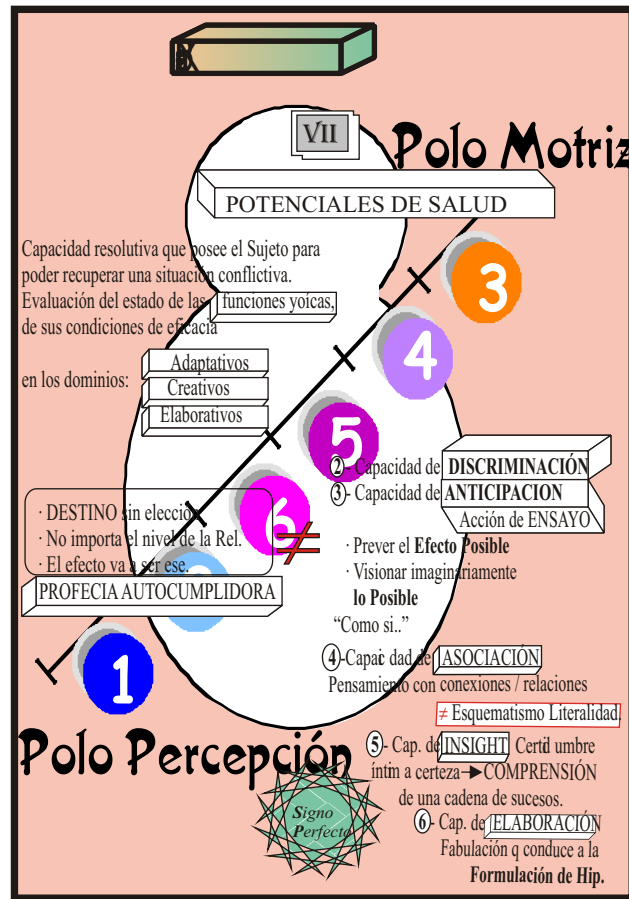 VII
Polo Motriz
POTENCIALES DE SALUD
Capacidad resolutiva que posee el Sujeto para
poder recuperar una situación conflictiva.
Evaluación del estado de las funciones yoícas,
de sus condiciones de eficacia
en los dominios:
Adaptativos
Creativos
Elaborativos
3
4
5
6
1
②- Capacidad de DISCRIMINACIÓN
③- Capacidad de ANTICIPACION
Acción de ENSAYO
· DESTINO sin elección
· No importa el nivel de la Rel.
· El efecto va a ser ese.
PROFECIA AUTOCUMPLIDORA
≠
· Prever el Efecto Posible
· Visionar imaginariamente
lo Posible
“Como si..”
④-Capacidad de ASOCIACIÓN
Pensamiento con conexiones / relaciones
≠ Esquematismo Literalidad.
Polo Percepción
⑤- Cap. de INSIGHT Certidumbre
íntima certeza → COMPRENSIÓN
de una cadena de sucesos.
⑥- Cap. de ELABORACIÓN
Fabulación q conduce a la
Formulación de Hip.
Signo
Perfecto